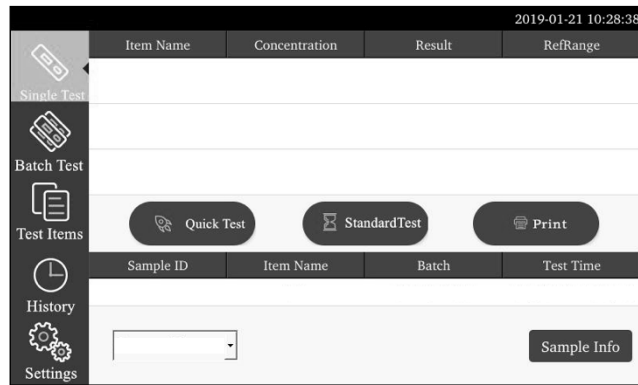 2019-01-21 10:28:38
Item Name Concentration Result RefRange
Single Test
Batch Test
Test Items
History
Settings
Quick Test StandardTest Print
Sample ID Item Name Batch Test Time
Sample Info